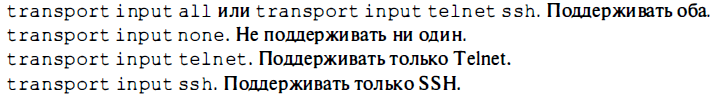 transport input all или transport input telnet ssh. Поддерживать оба.
transport input none. Не поддерживать ни один.
transport input telnet. Поддерживать только Telnet.
transport input ssh. Поддерживать только SSH.